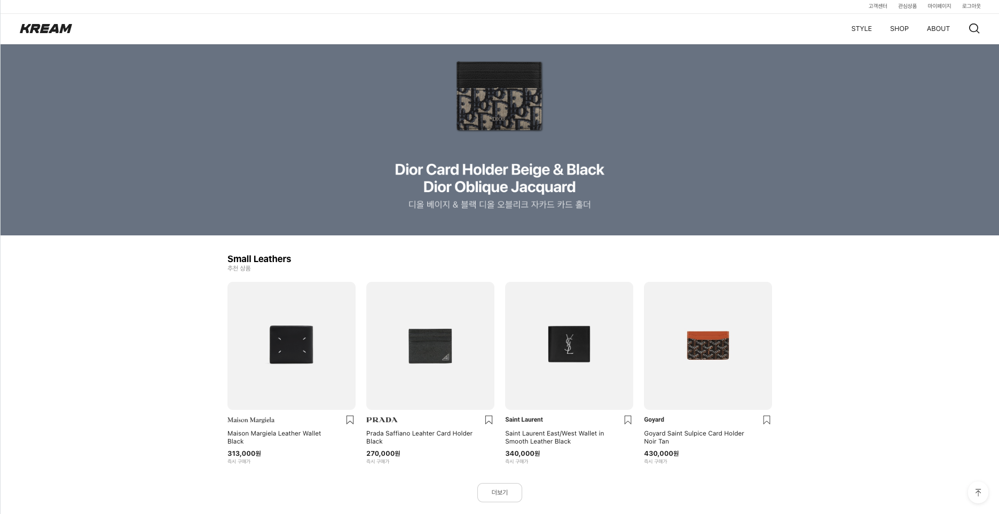 고객센터 관심상품 마이페이지 로그아웃
KREAM
STYLE SHOP ABOUT
DIOR
Dior Card Holder Beige & Black
Dior Oblique Jacquard
디올 베이지 & 블랙 디올 오블리크 자카드 카드 홀더
Small Leathers
추천 상품
Maison Margiela
Maison Margiela Leather Wallet
Black
313,000원
즉시 구매가
PRADA
Prada Saffiano Leahter Card Holder
Black
270,000원
즉시 구매가
YSL
Saint Laurent
Saint Laurent East/West Wallet in
Smooth Leather Black
340,000원
즉시 구매가
Goyard
Goyard Saint Sulpice Card Holder
Noir Tan
430,000원
즉시 구매가
더보기